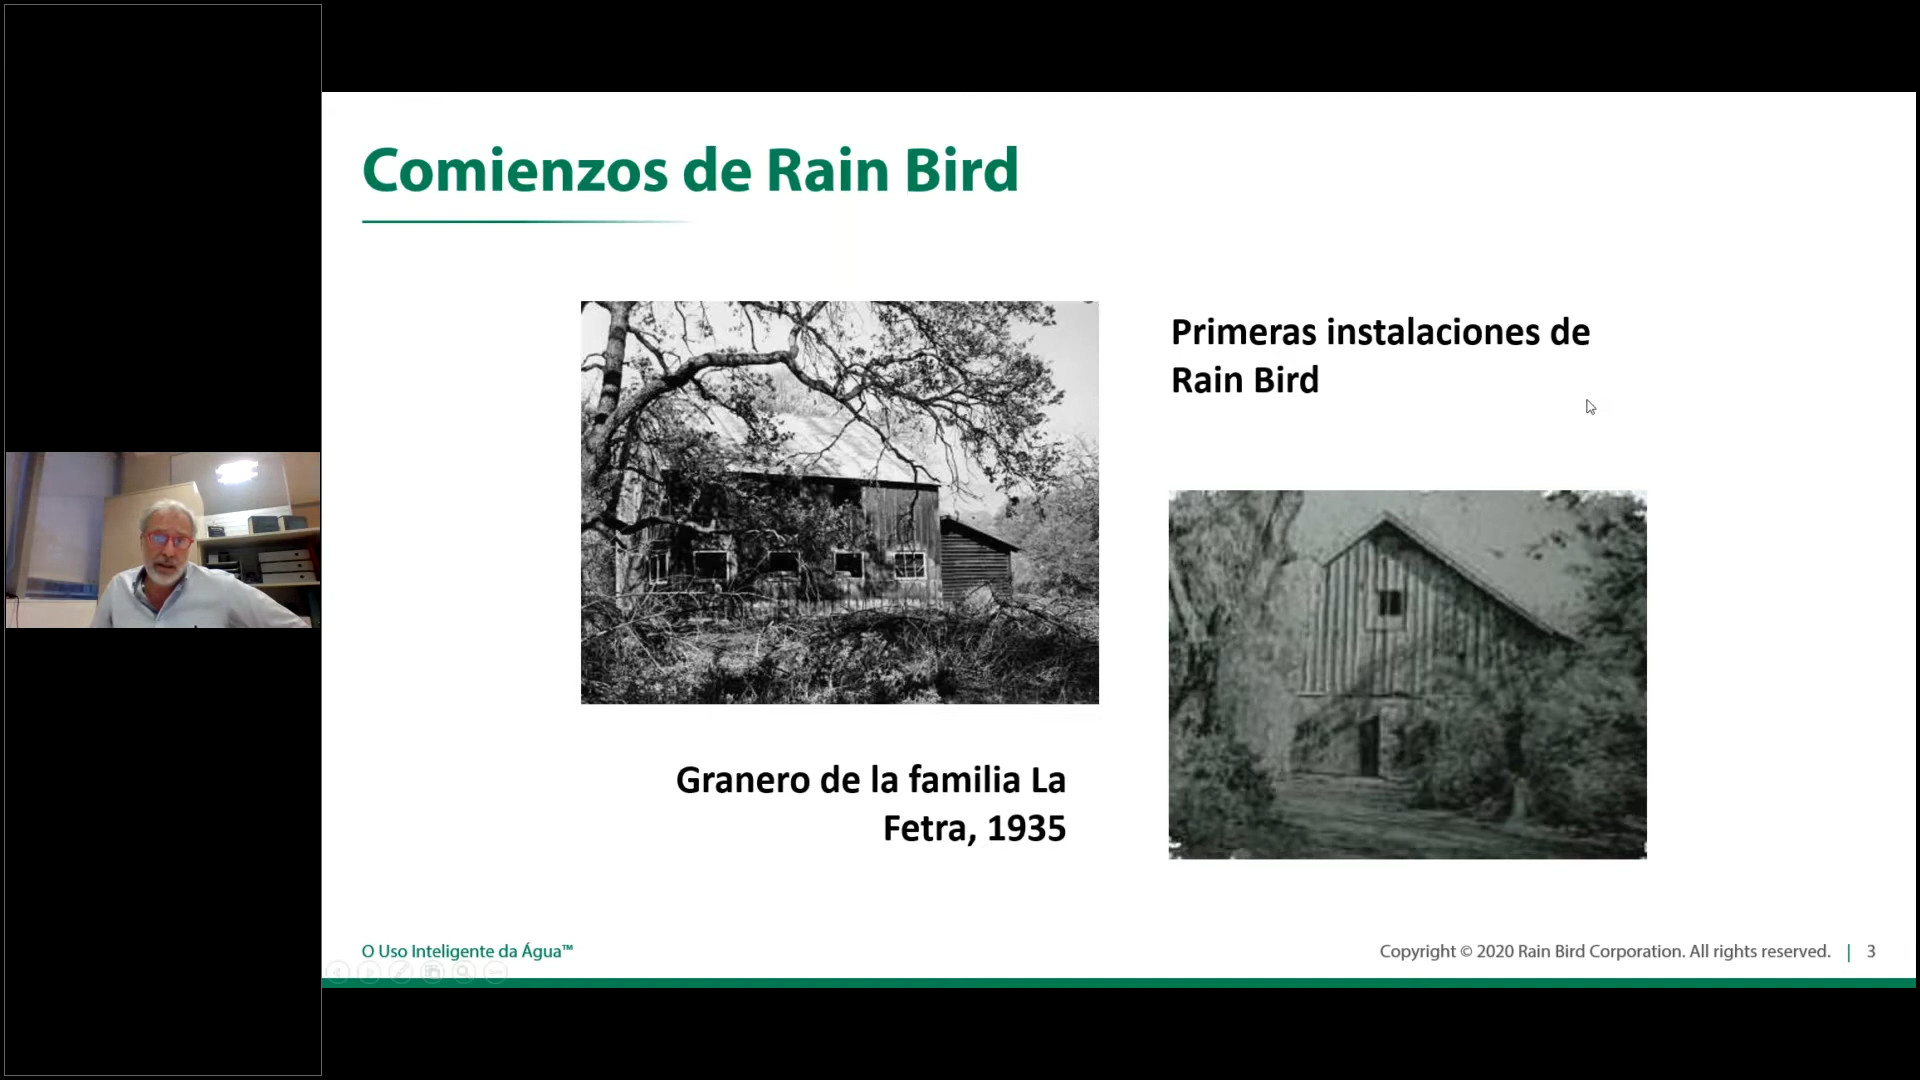 Comienzos de Rain Bird
Primeras instalaciones de
Rain Bird
Granero de la familia La
Fetra, 1935
O Uso Inteligente da Água™
Copyright © 2020 Rain Bird Corporation. All rights reserved. | 3